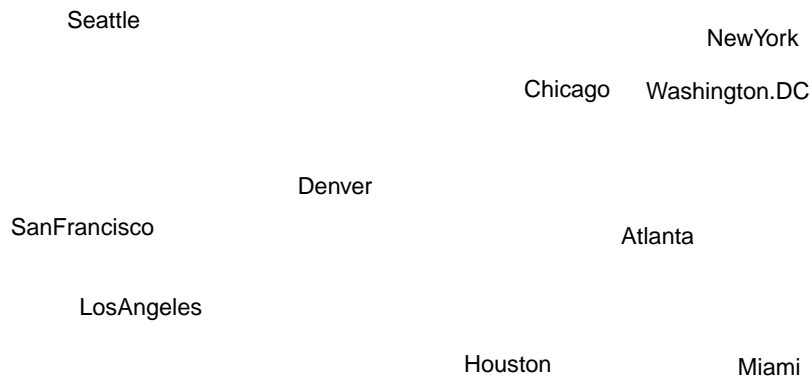 Seattle
NewYork
Chicago
Washington.DC
Denver
SanFrancisco
Atlanta
LosAngeles
Houston
Miami